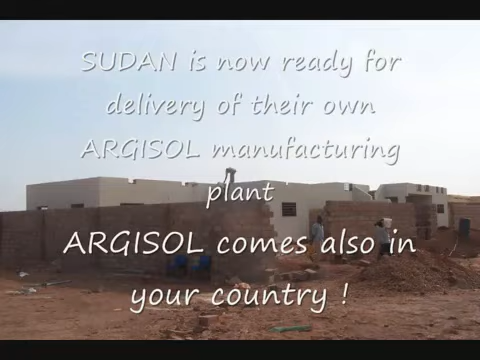 SUDAN is now ready for
delivery of their own
ARGISOL manufacturing
plant
ARGISOL comes also in
your country !